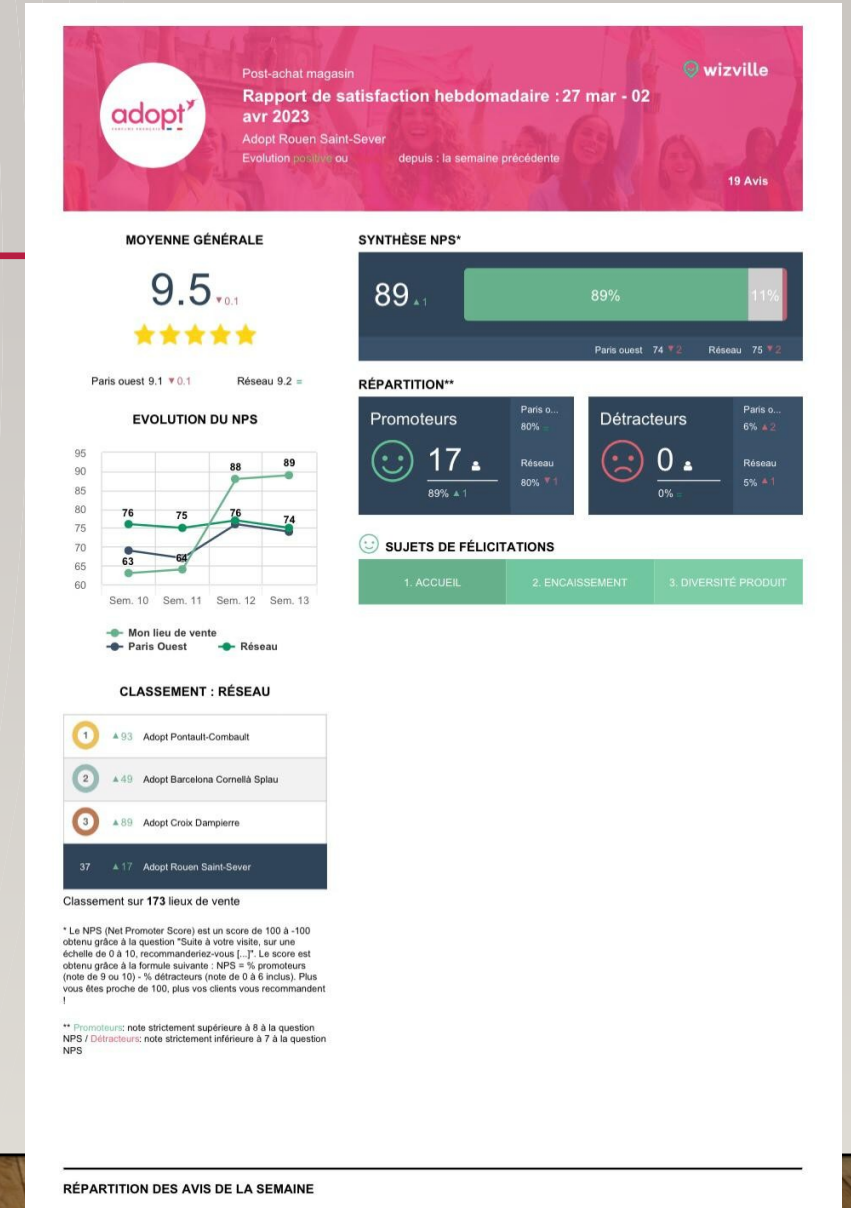 adopt'
PARFUMS FRANÇAIS
Post-achat magasin
Rapport de satisfaction hebdomadaire : 27 mar - 02
avr 2023
Adopt Rouen Saint-Sever
Evolution positive ou depuis : la semaine précédente
wizville
19 Avis
MOYENNE GÉNÉRALE
9.5 ▼0.1
Paris ouest 9.1 ▼0.1 Réseau 9.2 =
EVOLUTION DU NPS
95
90
85
80
75
70
65
60
76 75 76 74
63 64 88 89
Sem. 10 Sem. 11 Sem. 12 Sem. 13
Mon lieu de vente
Paris Ouest Réseau
CLASSEMENT : RÉSEAU
1 ▲93 Adopt Pontault-Combault
2 ▲49 Adopt Barcelona Cornellà Splau
3 ▲89 Adopt Croix Dampierre
37 ▲17 Adopt Rouen Saint-Sever
Classement sur 173 lieux de vente
* Le NPS (Net Promoter Score) est un score de 100 à -100
obtenu grâce à la question "Suite à votre visite, sur une
échelle de 0 à 10, recommanderiez-vous [...]". Le score est
obtenu grâce à la formule suivante : NPS = % promoteurs
(note de 9 ou 10) - % détracteurs (note de 0 à 6 inclus). Plus
vous êtes proche de 100, plus vos clients vous recommandent
!
** Promoteurs: note strictement supérieure à 8 à la question
NPS / Détracteurs: note strictement inférieure à 7 à la question
NPS
SYNTHÈSE NPS*
89 ▲1 89% 11%
Paris ouest 74 ▼2 Réseau 75 ▼2
RÉPARTITION**
Promoteurs
17
89% ▲1
Paris o...
80% =
Réseau
80% ▼1
Détracteurs
0
0% =
Paris o...
6% ▲2
Réseau
5% ▲1
SUJETS DE FÉLICITATIONS
1. ACCUEIL 2. ENCAISSEMENT 3. DIVERSITÉ PRODUIT
RÉPARTITION DES AVIS DE LA SEMAINE